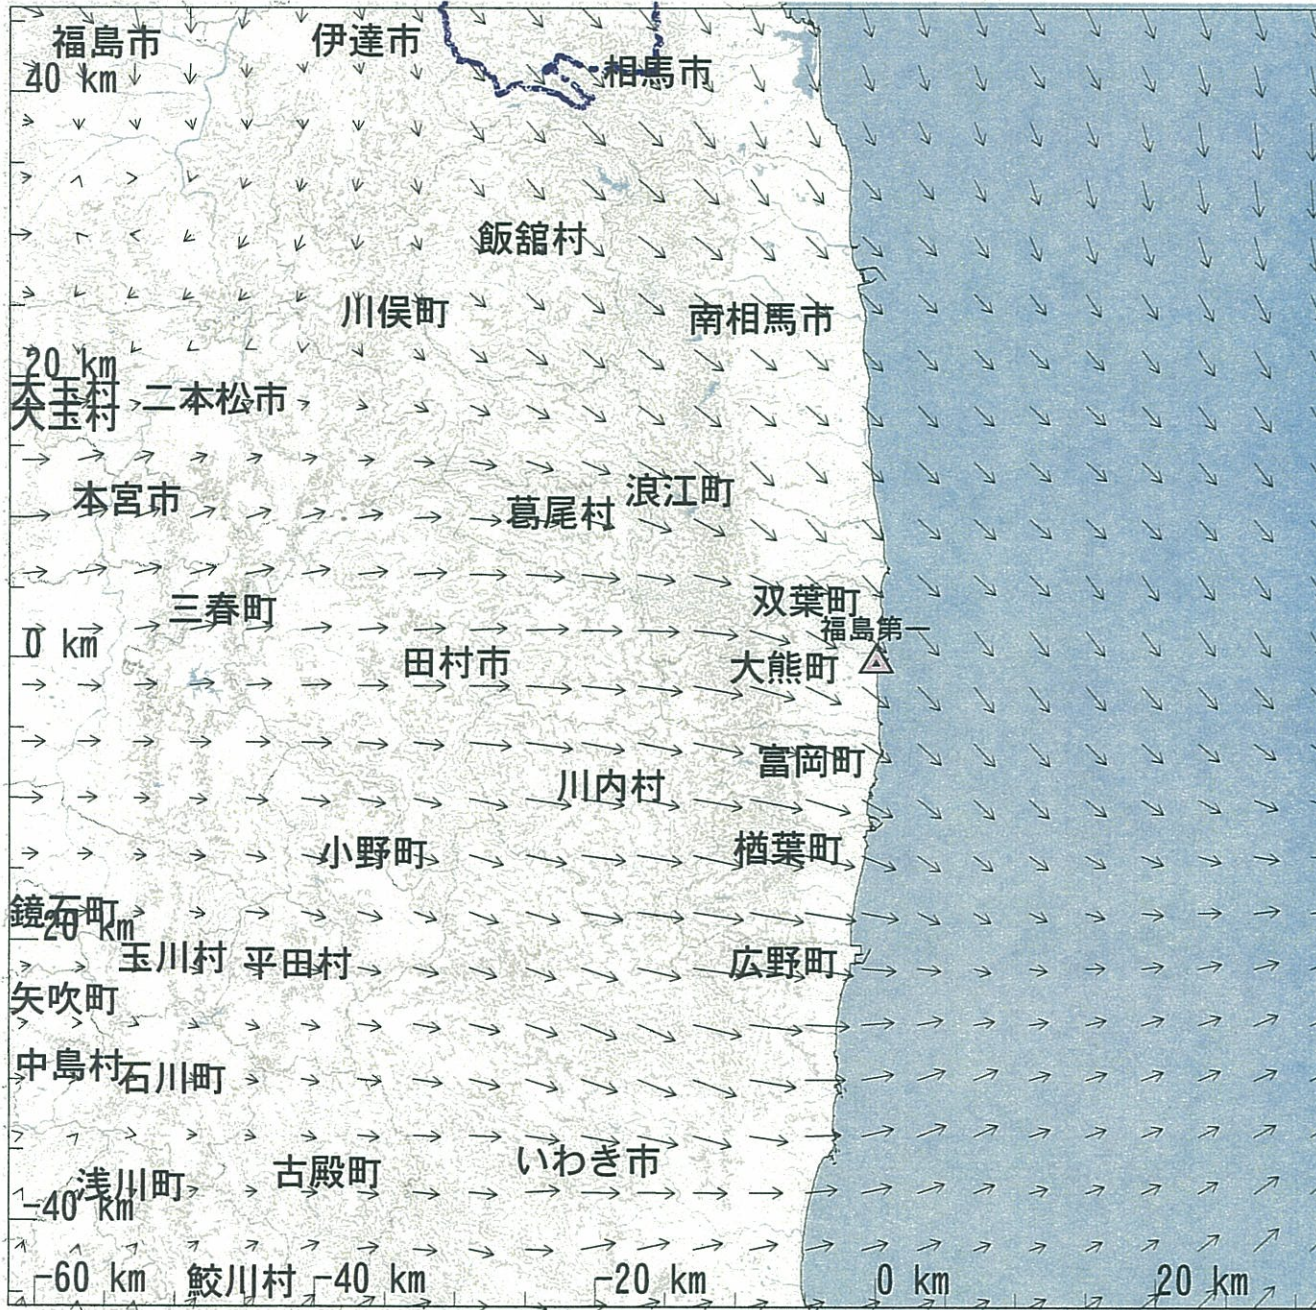 福島市
伊達市
相馬市
40 km
飯舘村
川俣町
南相馬市
20 km
大玉村
二本松市
大玉村
本宮市
浪江町
葛尾村
双葉町
三春町
福島第一
0 km
田村市
大熊町
富岡町
川内村
小野町
楢葉町
鏡石町
-20 km
玉川村
平田村
広野町
矢吹町
中島村
石川町
いわき市
古殿町
浅川町
-40 km
-60 km
鮫川村
-40 km
-20 km
0 km
20 km